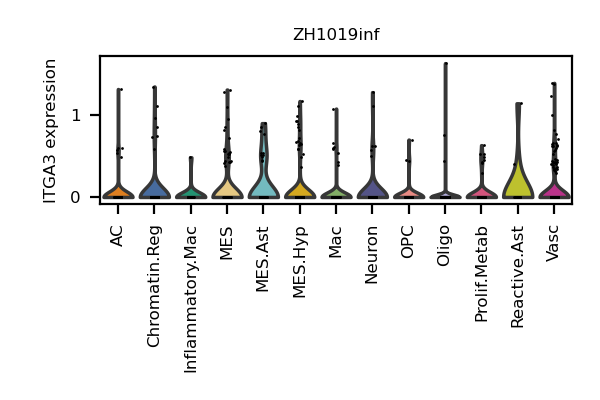 ZH1019inf
ITGA3 expression
1
0
AC
Chromatin.Reg
Inflammatory.Mac
MES
MES.Ast
MES.Hyp
Mac
Neuron
OPC
Oligo
Prolif.Metab
Reactive.Ast
Vasc